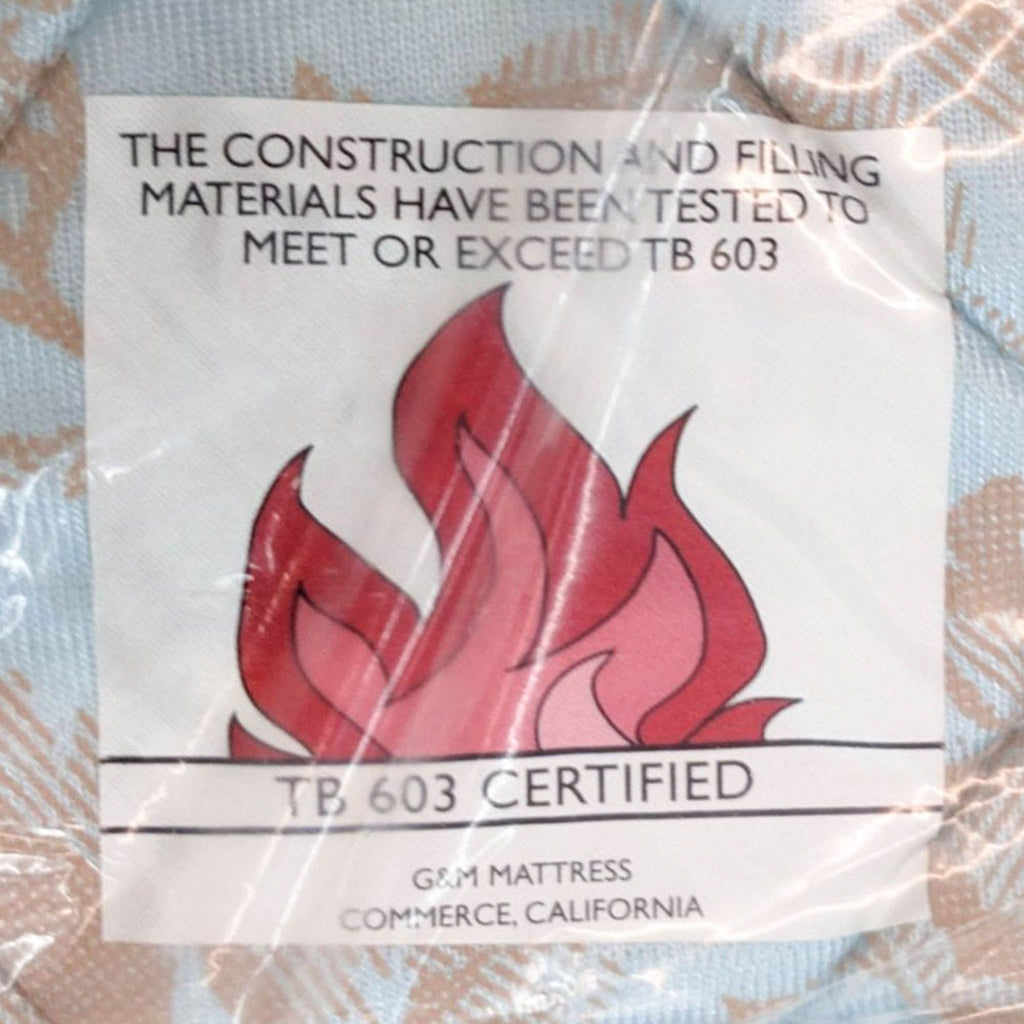 THE CONSTRUCTION AND FILLING
MATERIALS HAVE BEEN TESTED TO
MEET OR EXCEED TB 603
TB 603 CERTIFIED
G&M MATTRESS
COMMERCE, CALIFORNIA